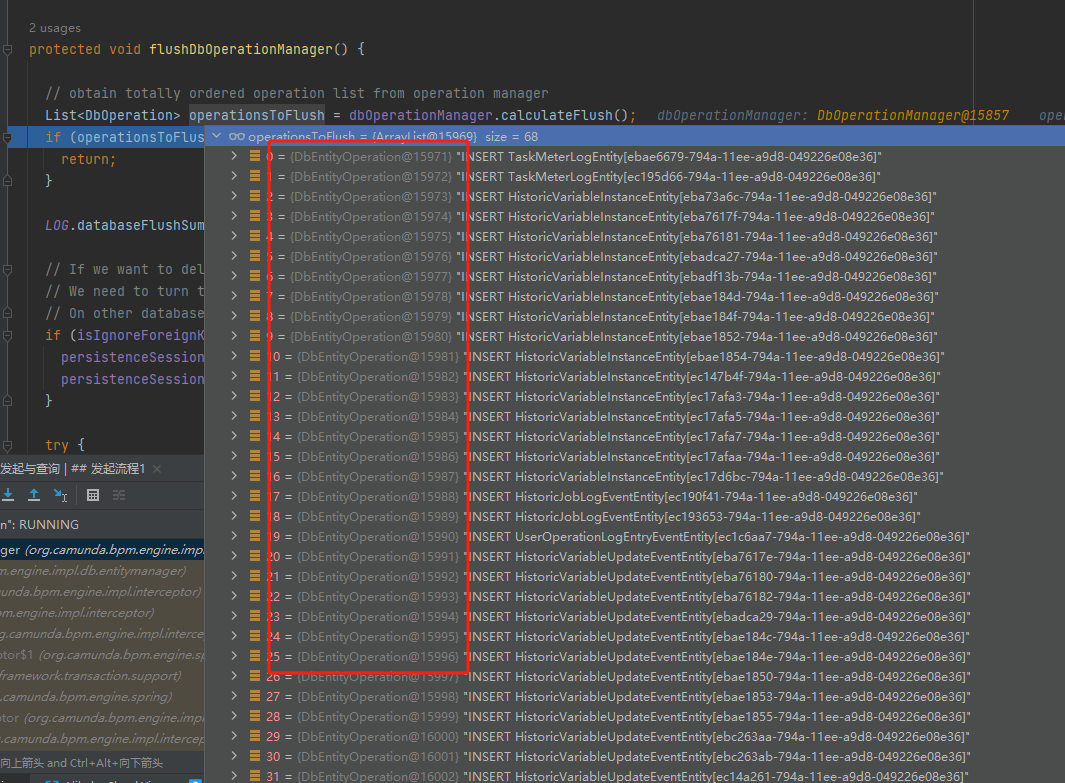 2 usages
protected void flushDbOperationManager() {
// obtain totally ordered operation list from operation manager
List<DbOperation> operationsToFlush = dbOperationManager.calculateFlush(); dbOperationManager: DbOperationManager@15857 ope
if (operationsToFlus
operationsToFlush = {ArrayList@15969} size = 68
return;
}
LOG.databaseFlushSum
// If we want to del
// We need to turn t
// On other database
if (isIgnoreForeignK
persistenceSession
persistenceSession
}
try {
0 = {DbEntityOperation@15971} "INSERT TaskMeterLogEntity[ebae6679-794a-11ee-a9d8-049226e08e36]"
1 = {DbEntityOperation@15972} "INSERT TaskMeterLogEntity[ec195d66-794a-11ee-a9d8-049226e08e36]"
2 = {DbEntityOperation@15973} "INSERT HistoricVariableInstanceEntity[eba73a6c-794a-11ee-a9d8-049226e08e36]"
3 = {DbEntityOperation@15974} "INSERT HistoricVariableInstanceEntity[eba7617f-794a-11ee-a9d8-049226e08e36]"
4 = {DbEntityOperation@15975} "INSERT HistoricVariableInstanceEntity[eba76181-794a-11ee-a9d8-049226e08e36]"
5 = {DbEntityOperation@15976} "INSERT HistoricVariableInstanceEntity[ebadca27-794a-11ee-a9d8-049226e08e36]"
6 = {DbEntityOperation@15977} "INSERT HistoricVariableInstanceEntity[ebadf13b-794a-11ee-a9d8-049226e08e36]"
7 = {DbEntityOperation@15978} "INSERT HistoricVariableInstanceEntity[ebae184d-794a-11ee-a9d8-049226e08e36]"
8 = {DbEntityOperation@15979} "INSERT HistoricVariableInstanceEntity[ebae184f-794a-11ee-a9d8-049226e08e36]"
9 = {DbEntityOperation@15980} "INSERT HistoricVariableInstanceEntity[ebae1852-794a-11ee-a9d8-049226e08e36]"
10 = {DbEntityOperation@15981} "INSERT HistoricVariableInstanceEntity[ebae1854-794a-11ee-a9d8-049226e08e36]"
11 = {DbEntityOperation@15982} "INSERT HistoricVariableInstanceEntity[ec147b4f-794a-11ee-a9d8-049226e08e36]"
12 = {DbEntityOperation@15983} "INSERT HistoricVariableInstanceEntity[ec17afa3-794a-11ee-a9d8-049226e08e36]"
13 = {DbEntityOperation@15984} "INSERT HistoricVariableInstanceEntity[ec17afa5-794a-11ee-a9d8-049226e08e36]"
14 = {DbEntityOperation@15985} "INSERT HistoricVariableInstanceEntity[ec17afa7-794a-11ee-a9d8-049226e08e36]"
15 = {DbEntityOperation@15986} "INSERT HistoricVariableInstanceEntity[ec17afaa-794a-11ee-a9d8-049226e08e36]"
16 = {DbEntityOperation@15987} "INSERT HistoricVariableInstanceEntity[ec17d6bc-794a-11ee-a9d8-049226e08e36]"
17 = {DbEntityOperation@15988} "INSERT HistoricJobLogEventEntity[ec190f41-794a-11ee-a9d8-049226e08e36]"
18 = {DbEntityOperation@15989} "INSERT HistoricJobLogEventEntity[ec193653-794a-11ee-a9d8-049226e08e36]"
19 = {DbEntityOperation@15990} "INSERT UserOperationLogEntryEventEntity[ec1c6aa7-794a-11ee-a9d8-049226e08e36]"
20 = {DbEntityOperation@15991} "INSERT HistoricVariableUpdateEventEntity[eba7617e-794a-11ee-a9d8-049226e08e36]"
21 = {DbEntityOperation@15992} "INSERT HistoricVariableUpdateEventEntity[eba76180-794a-11ee-a9d8-049226e08e36]"
22 = {DbEntityOperation@15993} "INSERT HistoricVariableUpdateEventEntity[eba76182-794a-11ee-a9d8-049226e08e36]"
23 = {DbEntityOperation@15994} "INSERT HistoricVariableUpdateEventEntity[ebadca29-794a-11ee-a9d8-049226e08e36]"
24 = {DbEntityOperation@15995} "INSERT HistoricVariableUpdateEventEntity[ebae184c-794a-11ee-a9d8-049226e08e36]"
25 = {DbEntityOperation@15996} "INSERT HistoricVariableUpdateEventEntity[ebae184e-794a-11ee-a9d8-049226e08e36]"
26 = {DbEntityOperation@15997} "INSERT HistoricVariableUpdateEventEntity[ebae1850-794a-11ee-a9d8-049226e08e36]"
27 = {DbEntityOperation@15998} "INSERT HistoricVariableUpdateEventEntity[ebae1853-794a-11ee-a9d8-049226e08e36]"
28 = {DbEntityOperation@15999} "INSERT HistoricVariableUpdateEventEntity[ebae1855-794a-11ee-a9d8-049226e08e36]"
29 = {DbEntityOperation@16000} "INSERT HistoricVariableUpdateEventEntity[ebc263aa-794a-11ee-a9d8-049226e08e36]"
30 = {DbEntityOperation@16001} "INSERT HistoricVariableUpdateEventEntity[ebc263ab-794a-11ee-a9d8-049226e08e36]"
31 = {DbEntityOperation@16002} "INSERT HistoricVariableUpdateEventEntity[ec14a261-794a-11ee-a9d8-049226e08e36]"
发起与查询 | ## 发起流程1
n": RUNNING
ger (org.camunda.bpm.engine.impl
m.engine.impl.db.entitymanager)
unda.bpm.engine.impl.interceptor)
pm.engine.impl.interceptor)
rg.camunda.bpm.engine.impl.interce
ptor$1 (org.camunda.bpm.engine.sp
framework.transaction.support)
.camunda.bpm.engine.spring)
ptor (org.camunda.bpm.engine.impl
g.camunda.bpm.engine.impl.intercep
向上箭头 and Ctrl+Alt+向下箭头